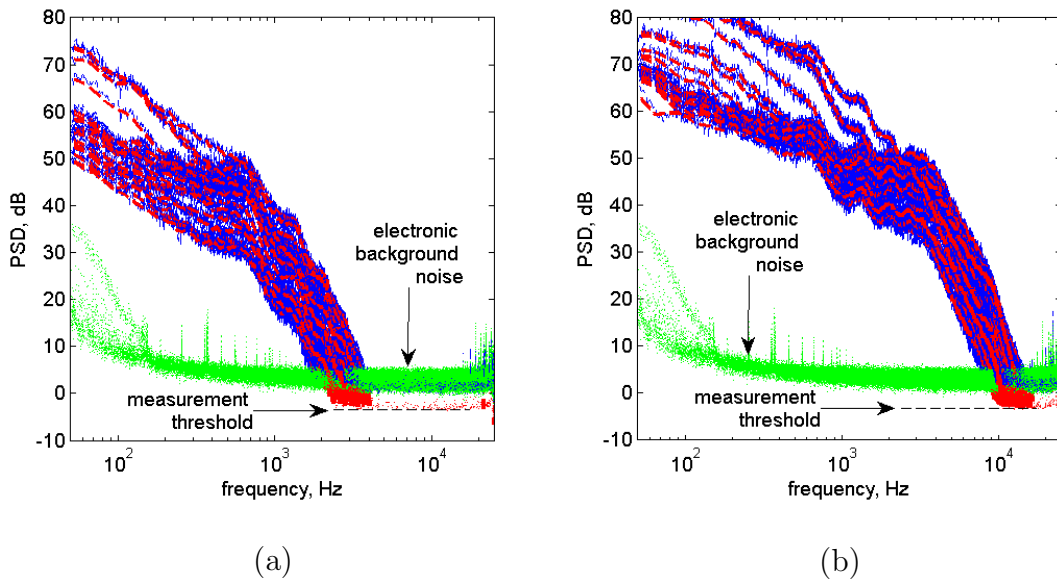 80
70
60
50
40
30
20
10
0
-10
PSD, dB
electronic
background
noise
measurement
threshold
10^2
10^3
10^4
frequency, Hz
(a)
80
70
60
50
40
30
20
10
0
-10
PSD, dB
electronic
background
noise
measurement
threshold
10^2
10^3
10^4
frequency, Hz
(b)